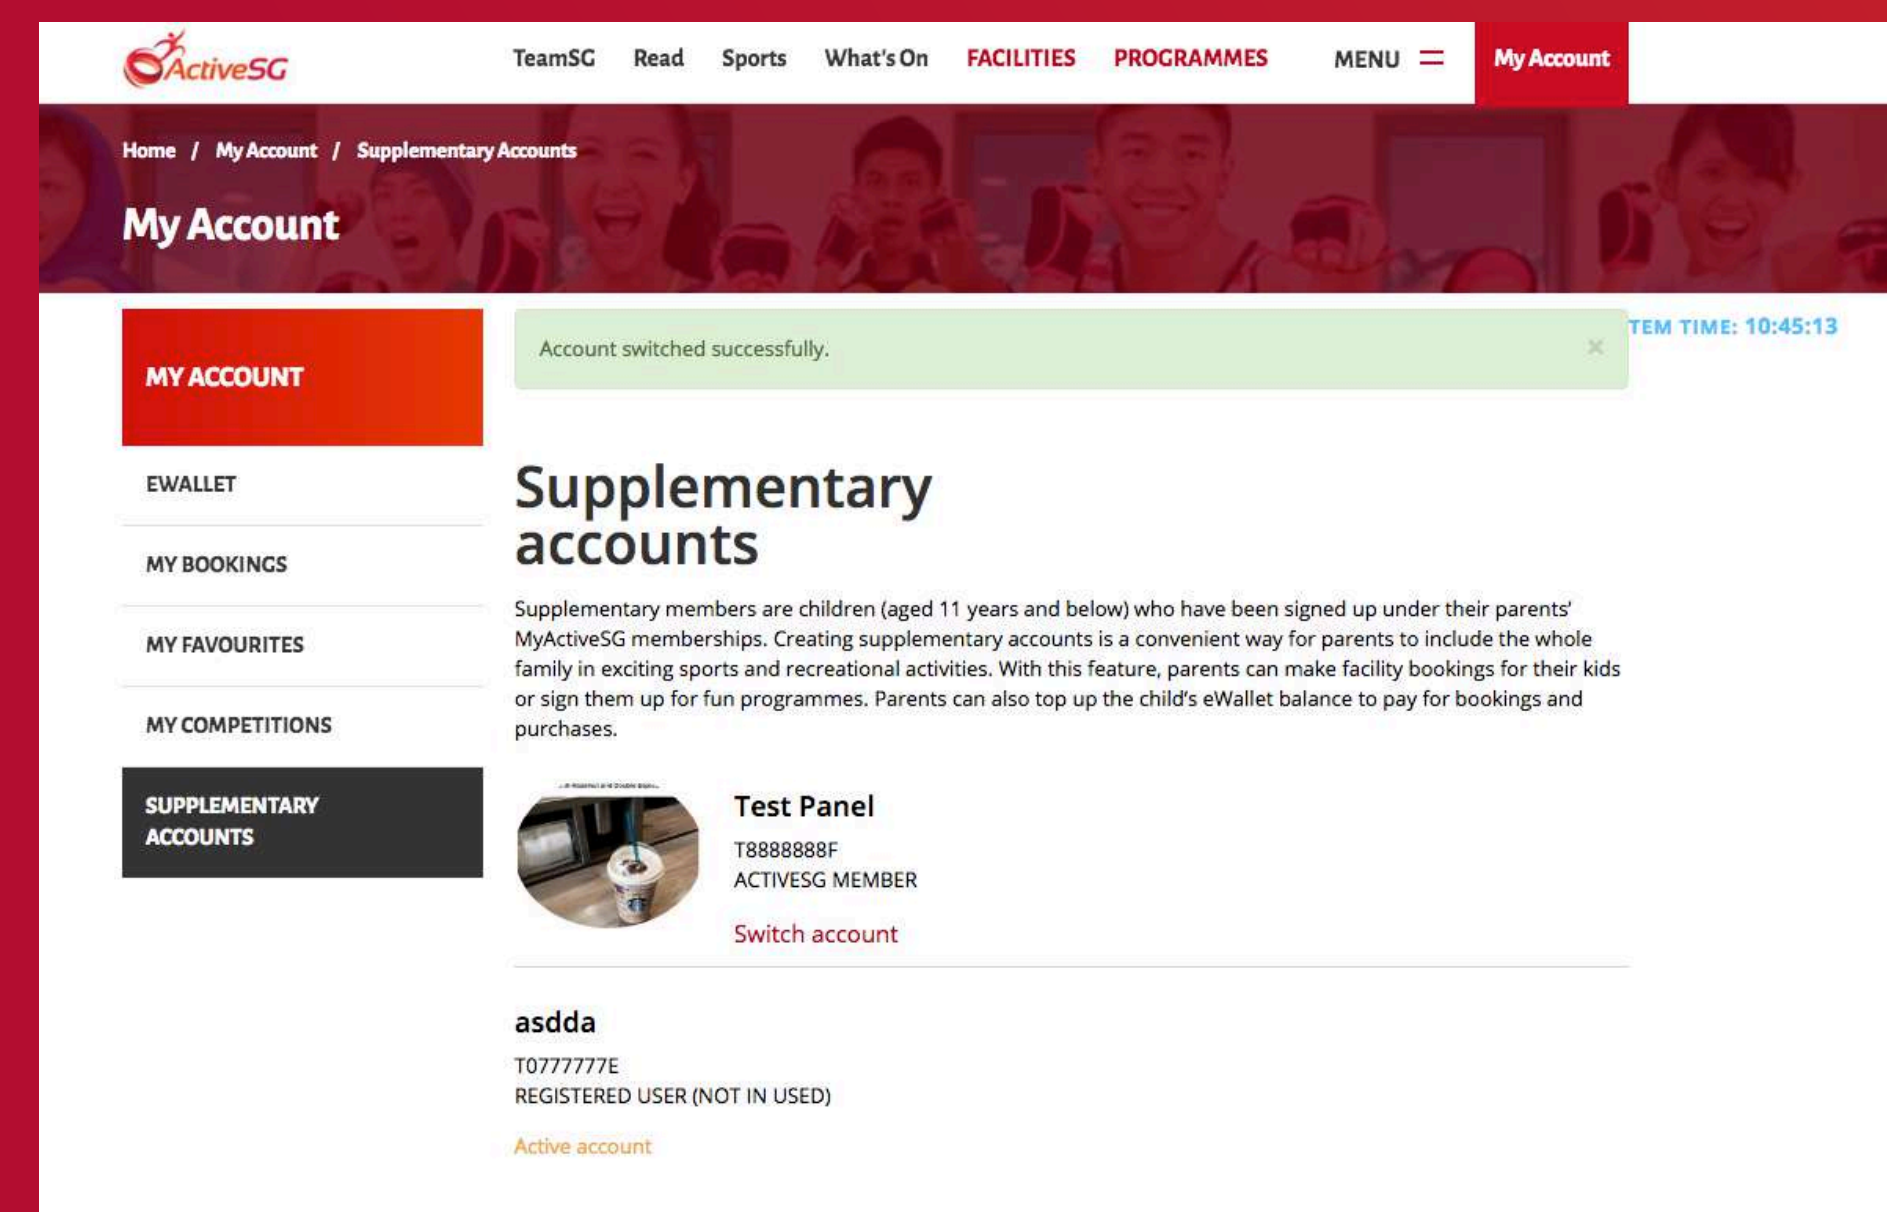 ActiveSG
TeamSG Read Sports What's On FACILITIES PROGRAMMES MENU My Account
Home / My Account / Supplementary Accounts
My Account
MY ACCOUNT
EWALLET
MY BOOKINGS
MY FAVOURITES
MY COMPETITIONS
SUPPLEMENTARY
ACCOUNTS
Account switched successfully. ×
TEM TIME: 10:45:13
Supplementary
accounts
Supplementary members are children (aged 11 years and below) who have been signed up under their parents'
MyActiveSG memberships. Creating supplementary accounts is a convenient way for parents to include the whole
family in exciting sports and recreational activities. With this feature, parents can make facility bookings for their kids
or sign them up for fun programmes. Parents can also top up the child's eWallet balance to pay for bookings and
purchases.
Test Panel
T8888888F
ACTIVESG MEMBER
Switch account
asdda
T0777777E
REGISTERED USER (NOT IN USED)
Active account